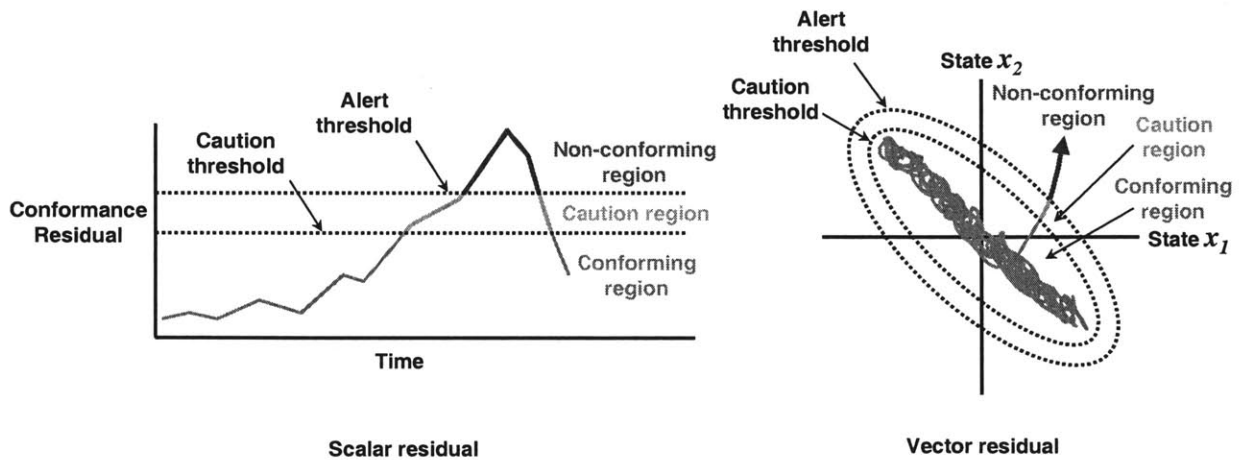 Alert
threshold
Caution
threshold
Non-conforming
region
Conformance
Residual
Caution region
Conforming
region
Time
Scalar residual
Alert
threshold
State x2
Caution
threshold
Non-conforming
region
Caution
region
Conforming
region
State x1
Vector residual